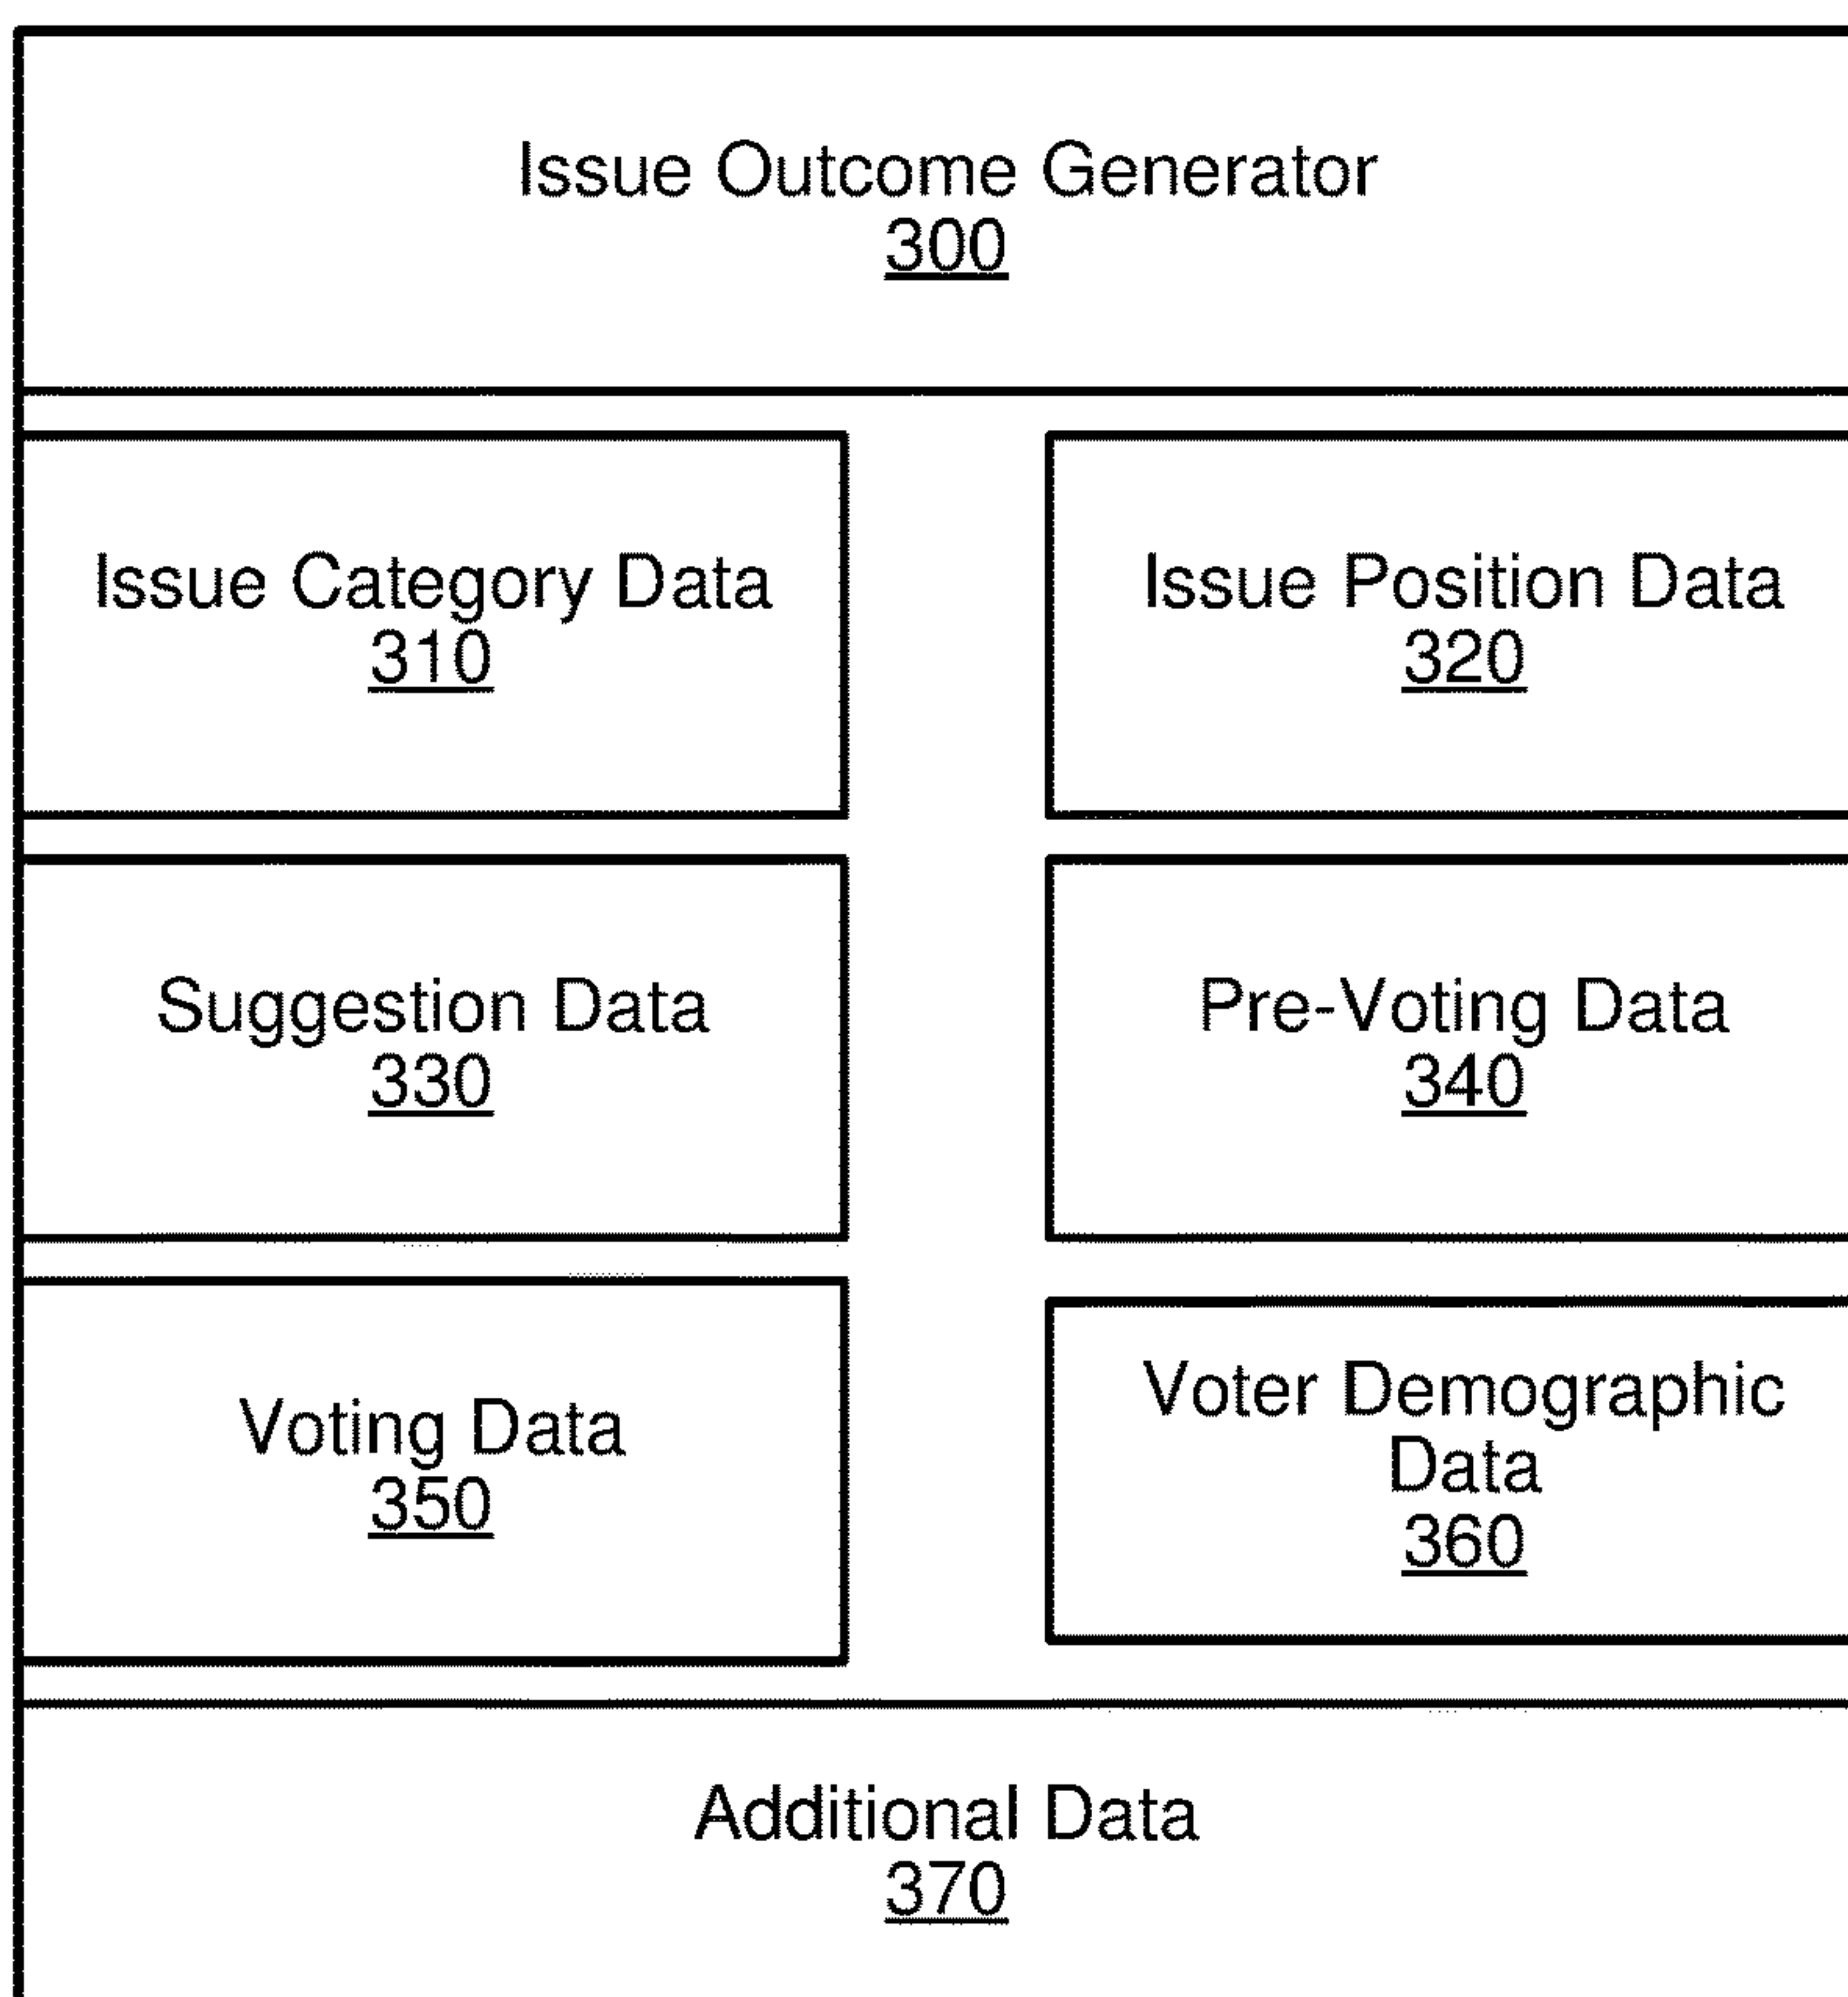 Issue Outcome Generator
300
Issue Category Data
310
Issue Position Data
320
Suggestion Data
330
Pre-Voting Data
340
Voting Data
350
Voter Demographic
Data
360
Additional Data
370